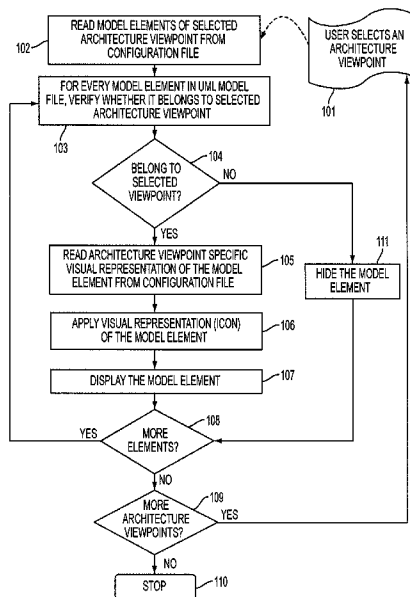 READ MODEL ELEMENTS OF SELECTED
ARCHITECTURE VIEWPOINT FROM
CONFIGURATION FILE
102
USER SELECTS AN
ARCHITECTURE
VIEWPOINT
101
FOR EVERY MODEL ELEMENT IN UML MODEL
FILE, VERIFY WHETHER IT BELONGS TO SELECTED
ARCHITECTURE VIEWPOINT
103
104
BELONG TO
SELECTED
VIEWPOINT?
NO
YES
READ ARCHITECTURE VIEWPOINT SPECIFIC
VISUAL REPRESENTATION OF THE MODEL
ELEMENT FROM CONFIGURATION FILE
105
111
HIDE THE MODEL
ELEMENT
APPLY VISUAL REPRESENTATION (ICON)
OF THE MODEL ELEMENT
106
DISPLAY THE MODEL ELEMENT
107
108
YES
MORE
ELEMENTS?
NO
109
MORE
ARCHITECTURE
VIEWPOINTS?
YES
NO
STOP
110